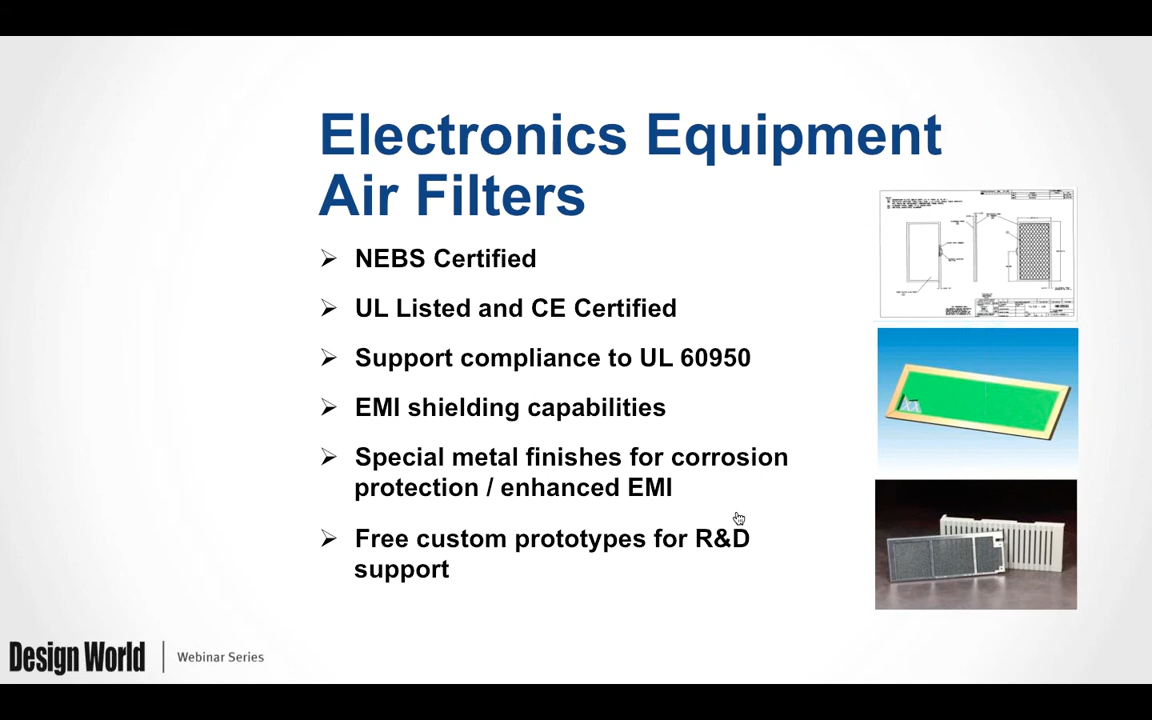 Electronics Equipment
Air Filters
NEBS Certified
UL Listed and CE Certified
Support compliance to UL 60950
EMI shielding capabilities
Special metal finishes for corrosion
protection / enhanced EMI
Free custom prototypes for R&D
support
Design World
Webinar Series